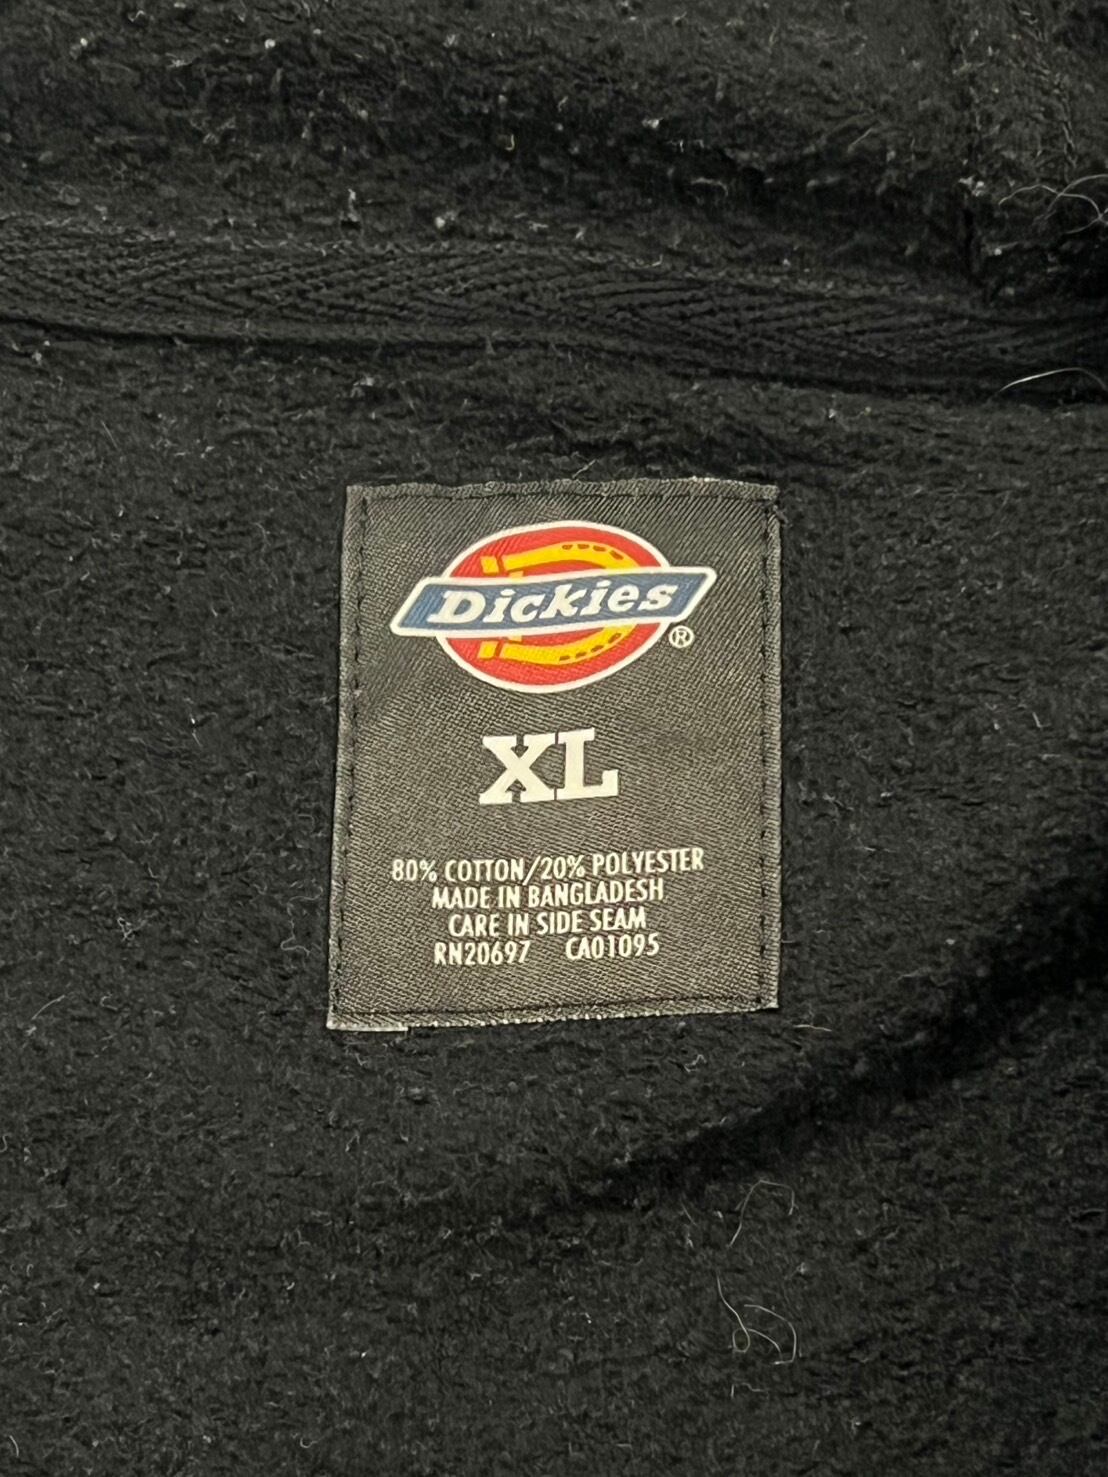 Dickies
®
XL
80% COTTON/20% POLYESTER
MADE IN BANGLADESH
CARE IN SIDE SEAM
RN20697 CA01095